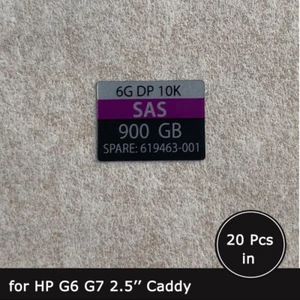 6G DP 10K
SAS
900 GB
SPARE: 619463-001
20 Pcs
in
for HP G6 G7 2.5’’ Caddy